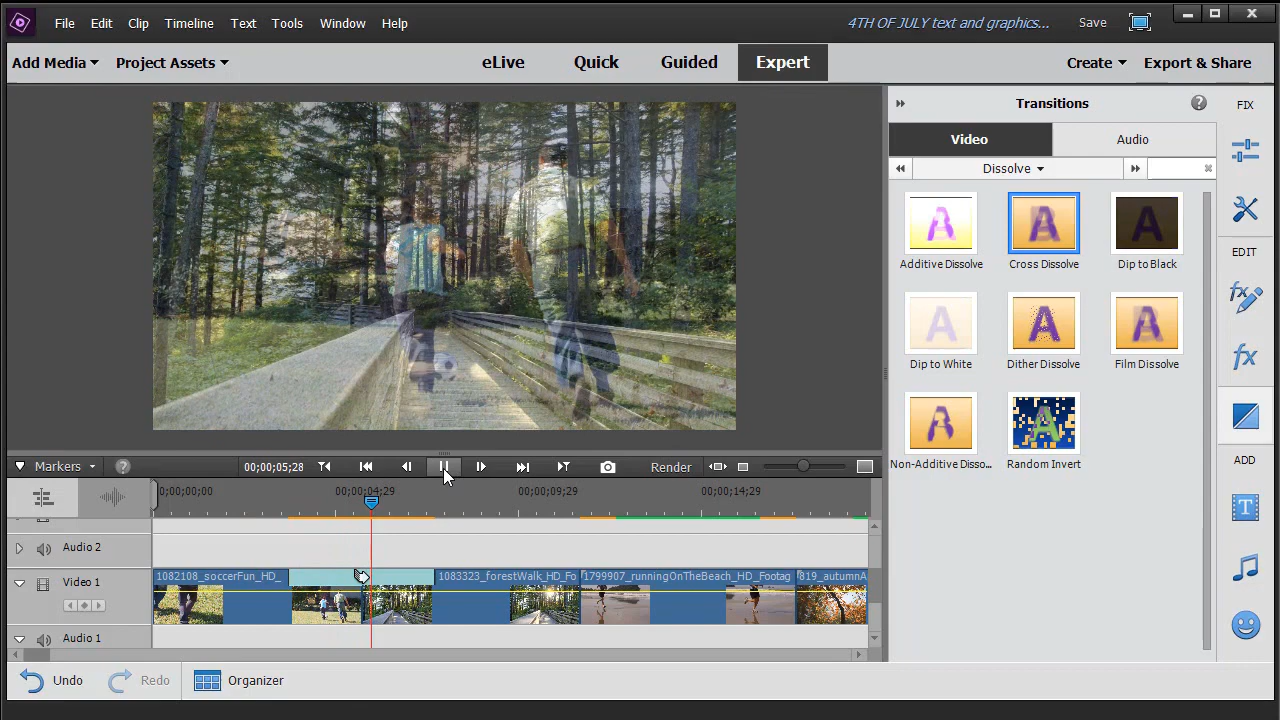 File Edit Clip Timeline Text Tools Window Help 4TH OF JULY text and graphics... Save
Add Media Project Assets eLive Quick Guided Expert Create Export & Share
Transitions FIX
Video Audio
Dissolve
Additive Dissolve Cross Dissolve Dip to Black
EDIT
Dip to White Dither Dissolve Film Dissolve
Non-Additive Disso... Random Invert
ADD
Markers 00;00;05;28 Render
;00;00;00 00;00;04;29 00;00;09;29 00;00;14;29
Audio 2
Video 1 1082108_soccerFun_HD_ 1083323_forestWalk_HD_Fo 1799907_runningOnTheBeach_HD_Footag 819_autumnA
Audio 1
Undo Redo Organizer